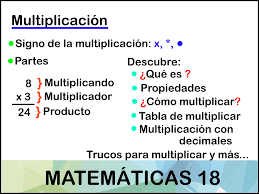 Multiplicación
Signo de la multiplicación: x, *, •
Partes
8 } Multiplicando
x 3 } Multiplicador
24 } Producto
Descubre:
¿Qué es ?
Propiedades
¿Cómo multiplicar?
Tabla de multiplicar
Multiplicación con
decimales
Trucos para multiplicar y más...
MATEMÁTICAS 18